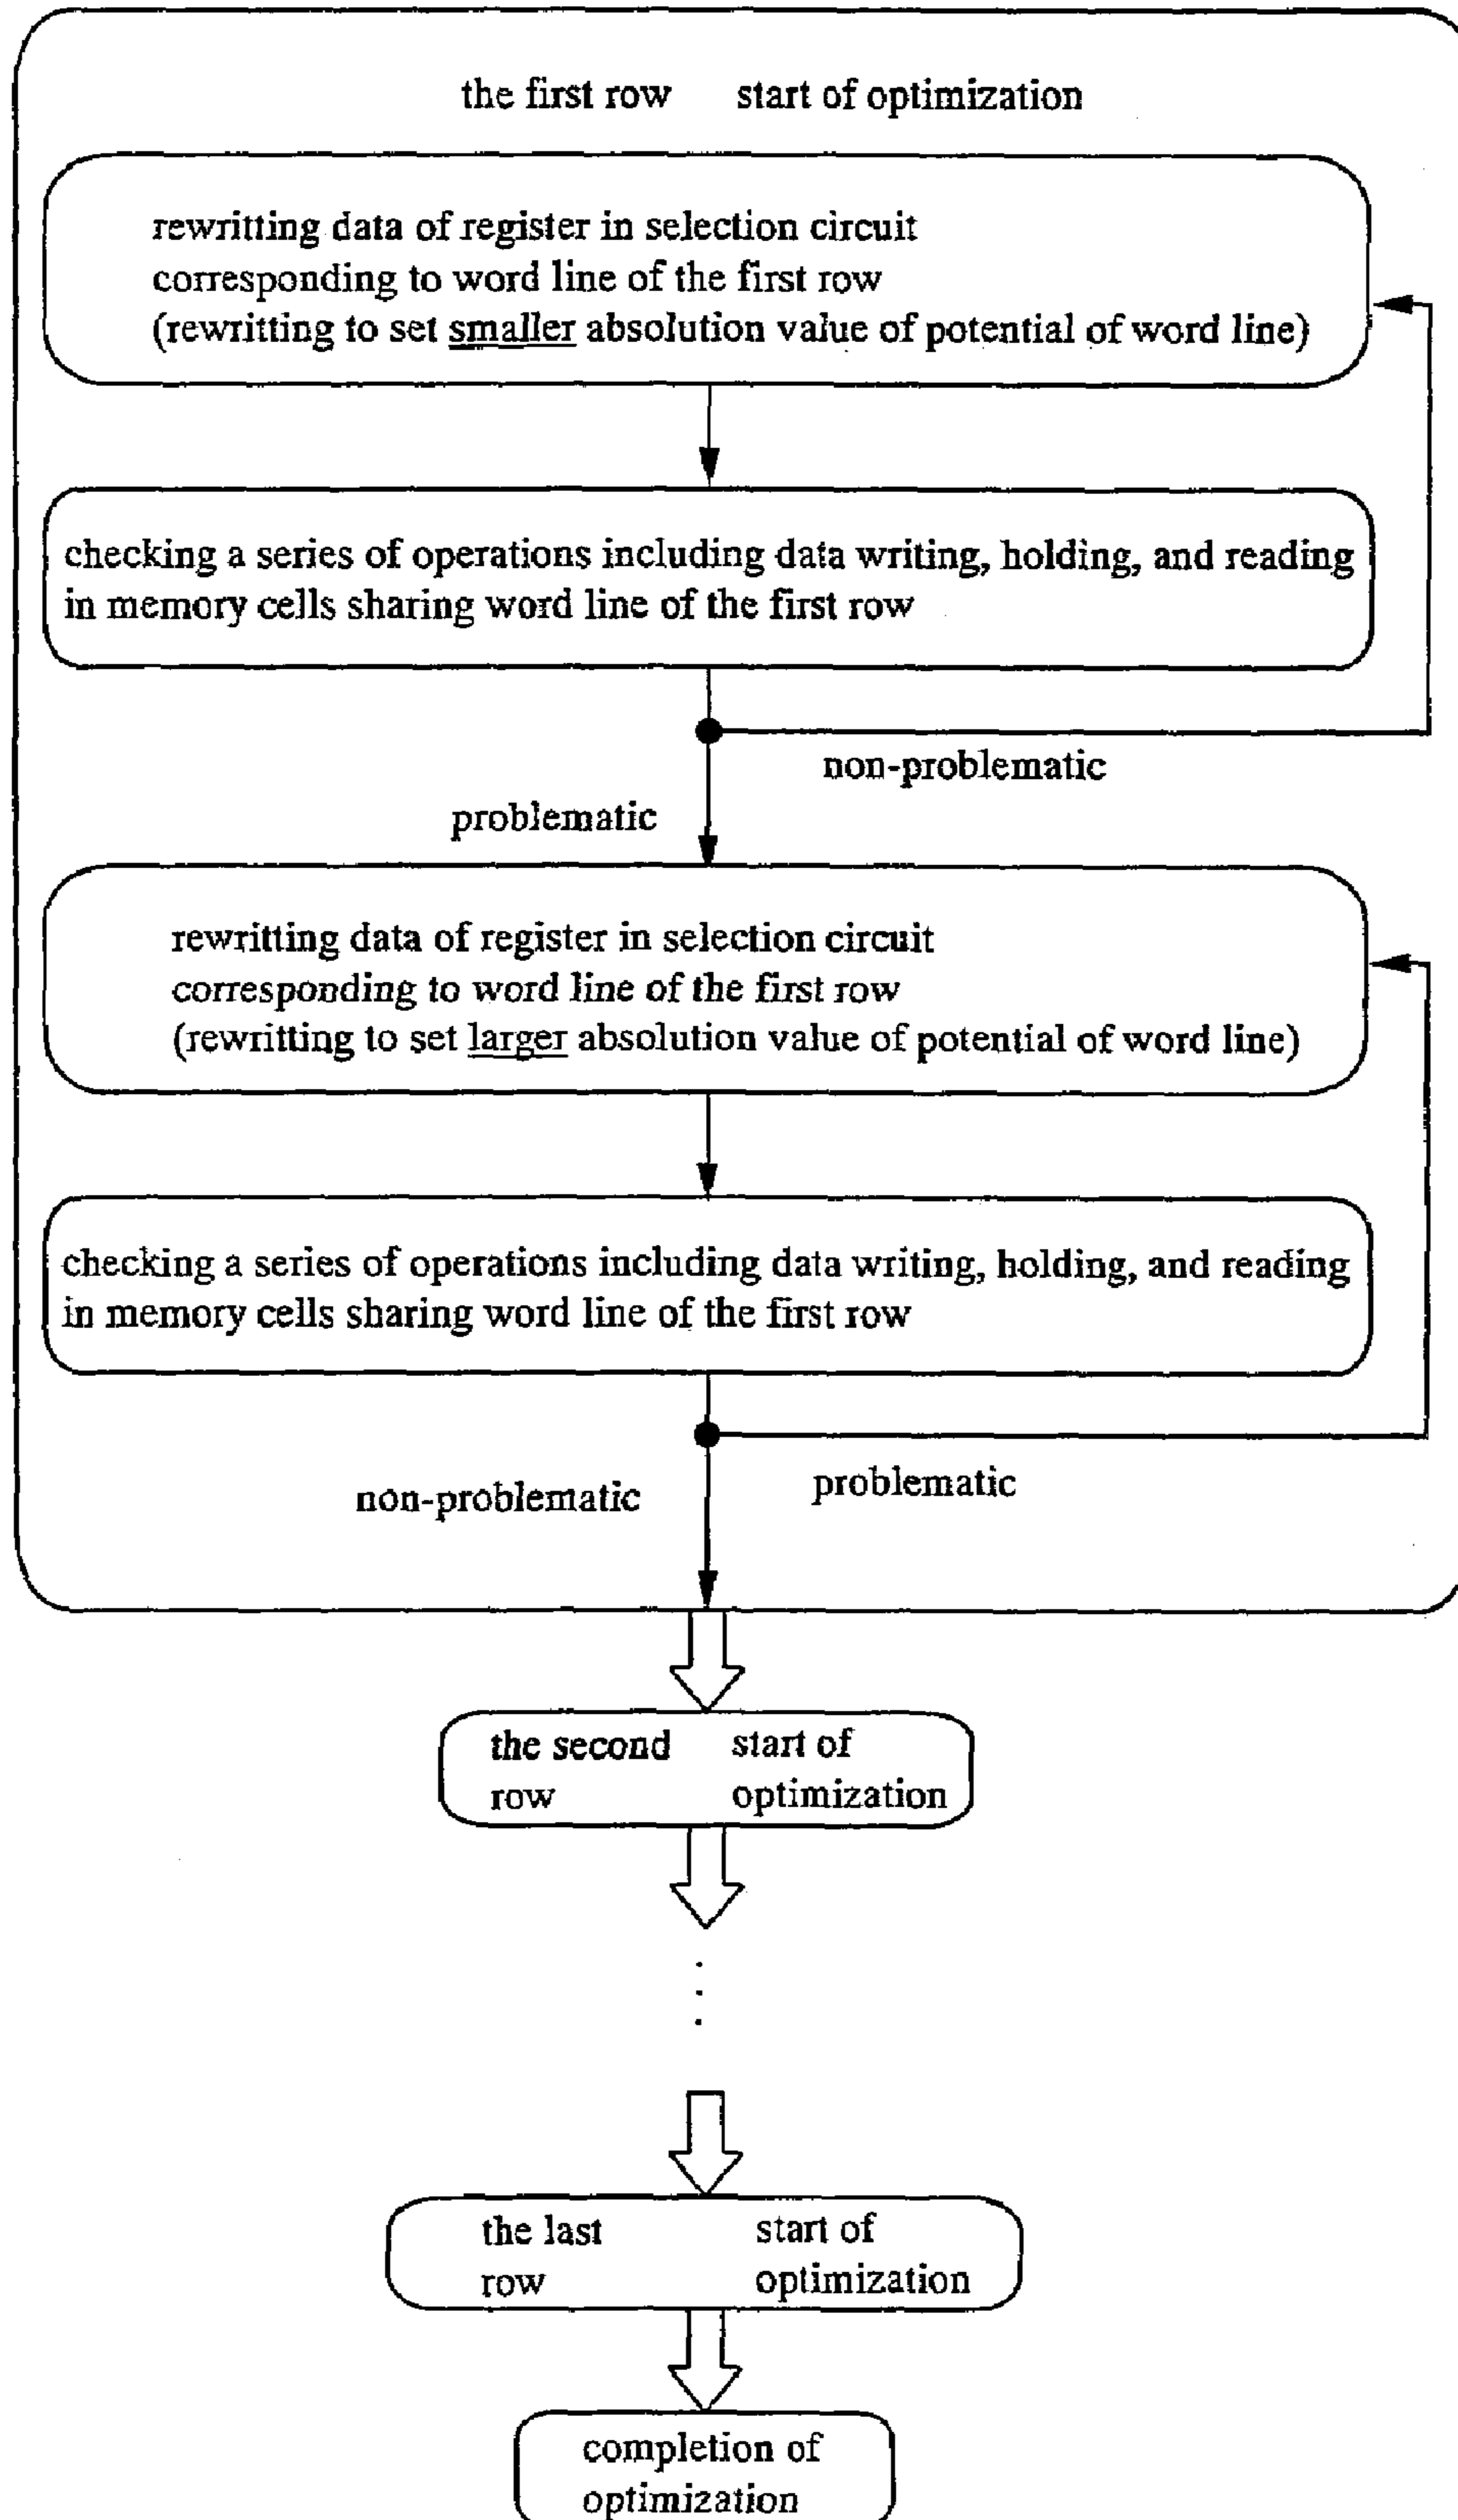 the first row start of optimization
rewritting data of register in selection circuit
corresponding to word line of the first row
(rewritting to set smaller absolution value of potential of word line)
checking a series of operations including data writing, holding, and reading
in memory cells sharing word line of the first row
non-problematic
problematic
rewritting data of register in selection circuit
corresponding to word line of the first row
(rewritting to set larger absolution value of potential of word line)
checking a series of operations including data writing, holding, and reading
in memory cells sharing word line of the first row
problematic
non-problematic
the second start of
row optimization
the last start of
row optimization
completion of
optimization